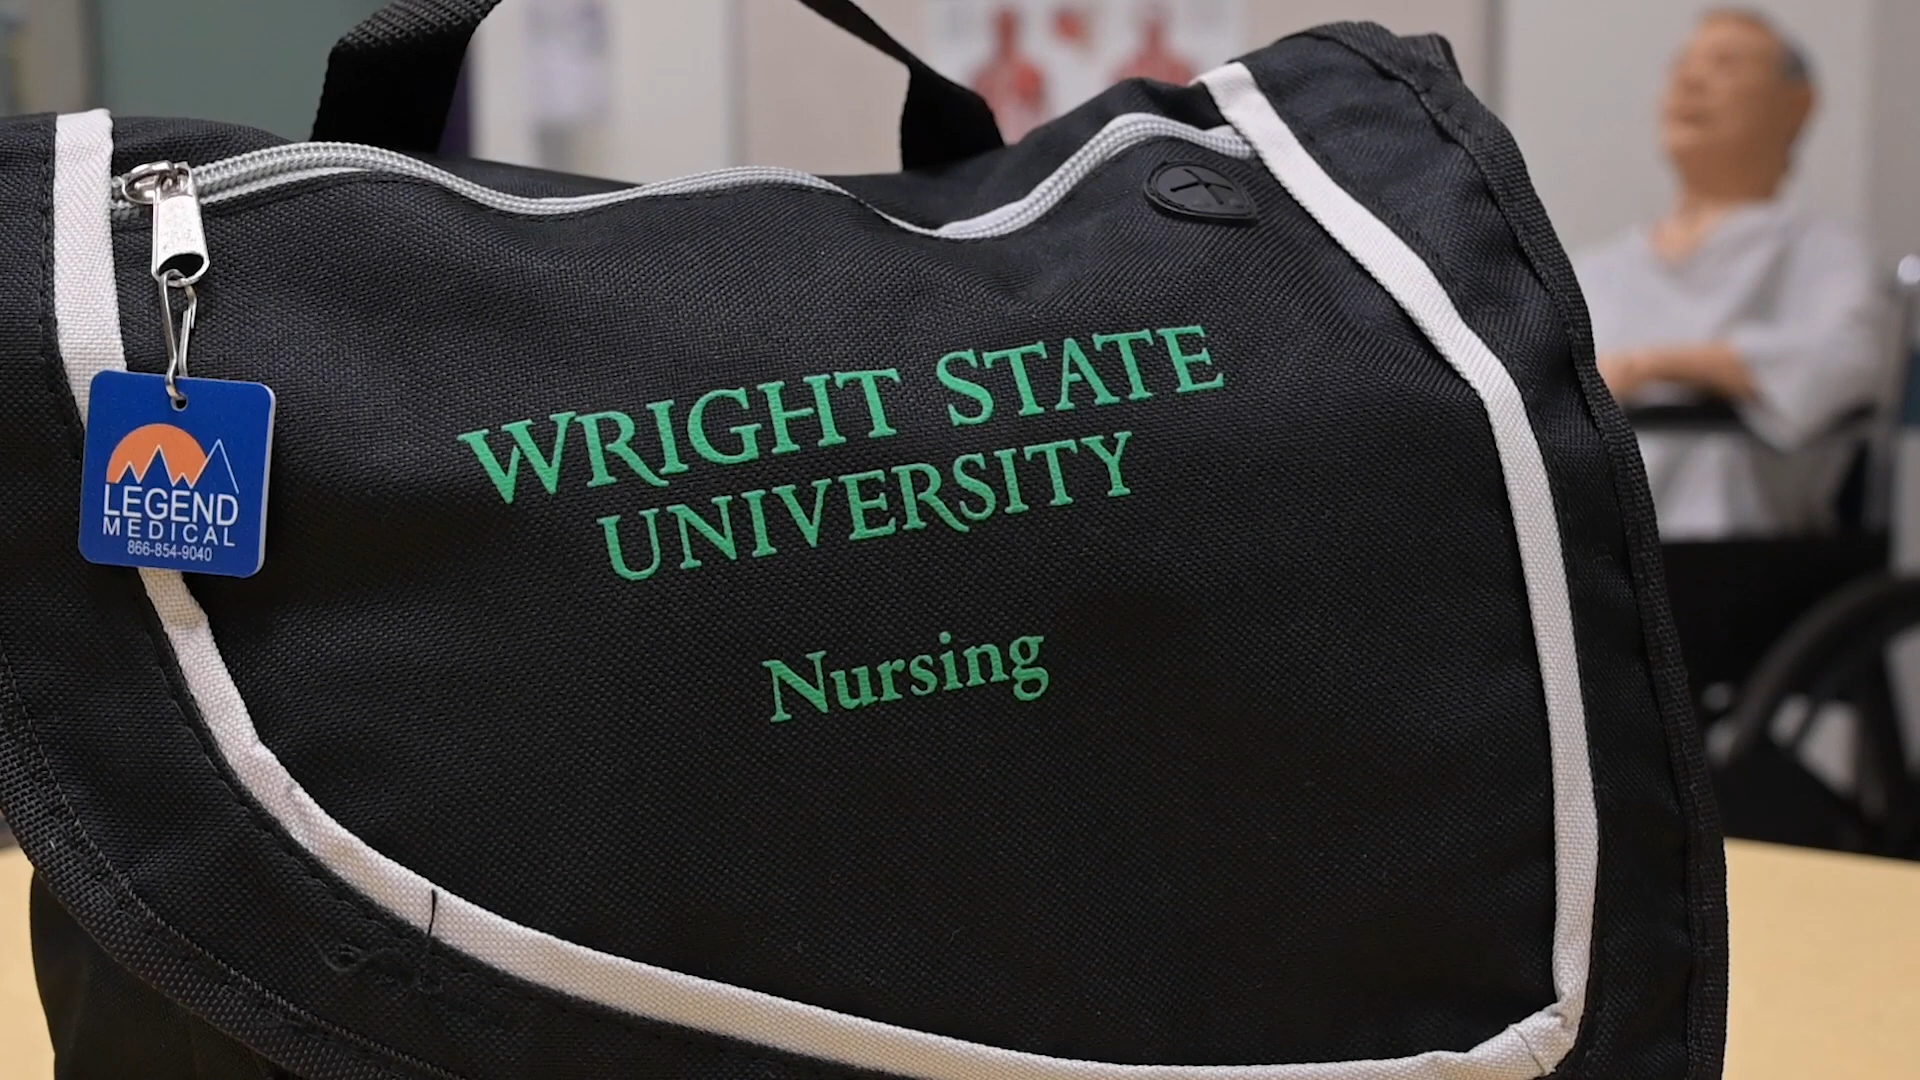 WRIGHT STATE
UNIVERSITY
Nursing
LEGEND
MEDICAL
866-854-9040